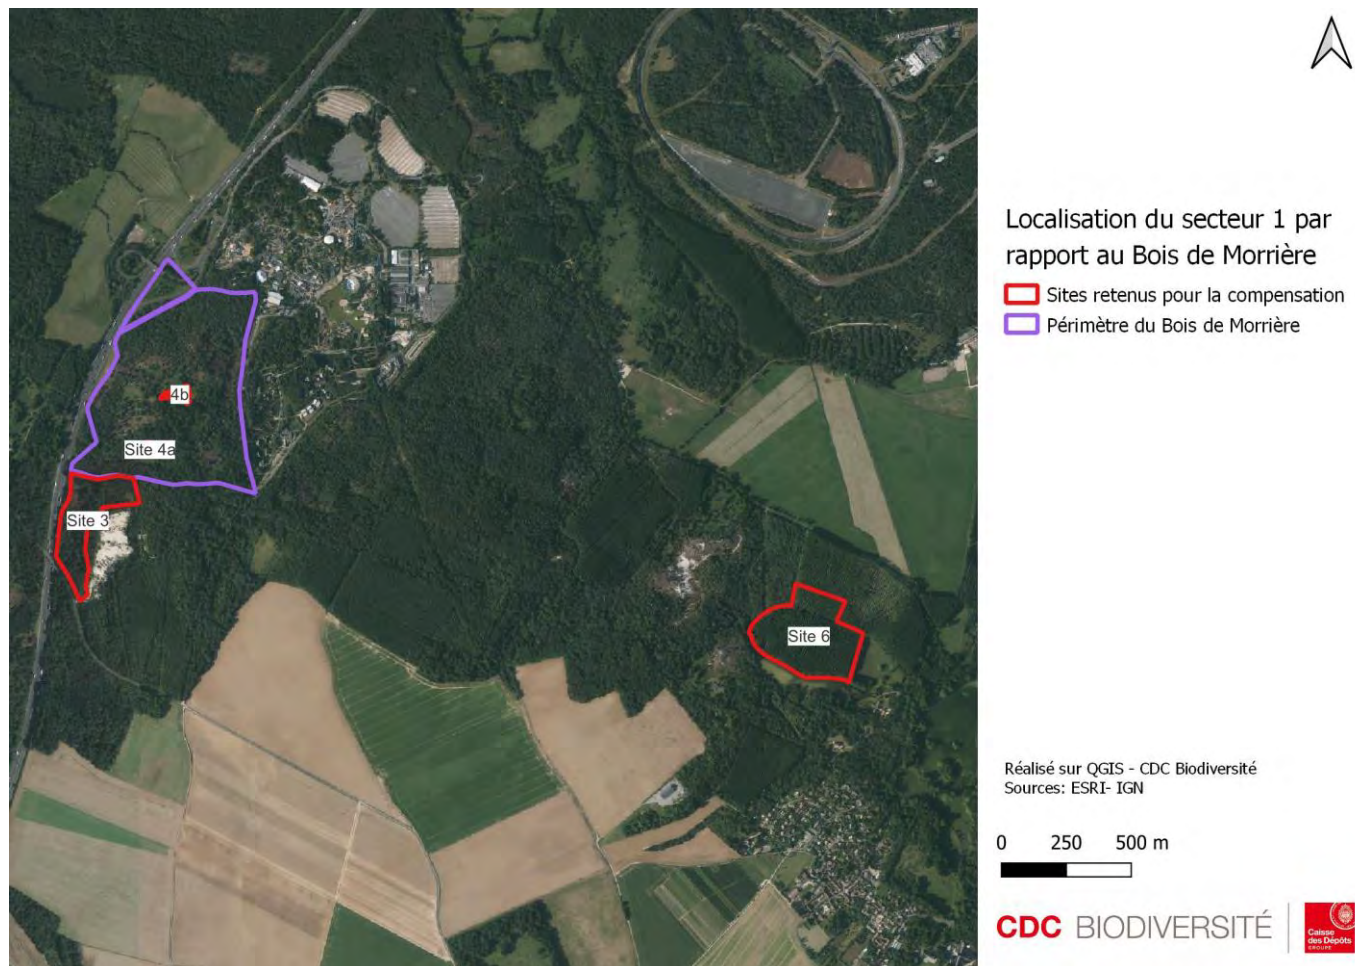 Localisation du secteur 1 par
rapport au Bois de Morrière
Sites retenus pour la compensation
Périmètre du Bois de Morrière
4b
Site 4a
Site 3
Site 6
Réalisé sur QGIS - CDC Biodiversité
Sources: ESRI- IGN
0 250 500 m
CDC BIODIVERSITÉ
Caisse
des Dépôts
GROUPE